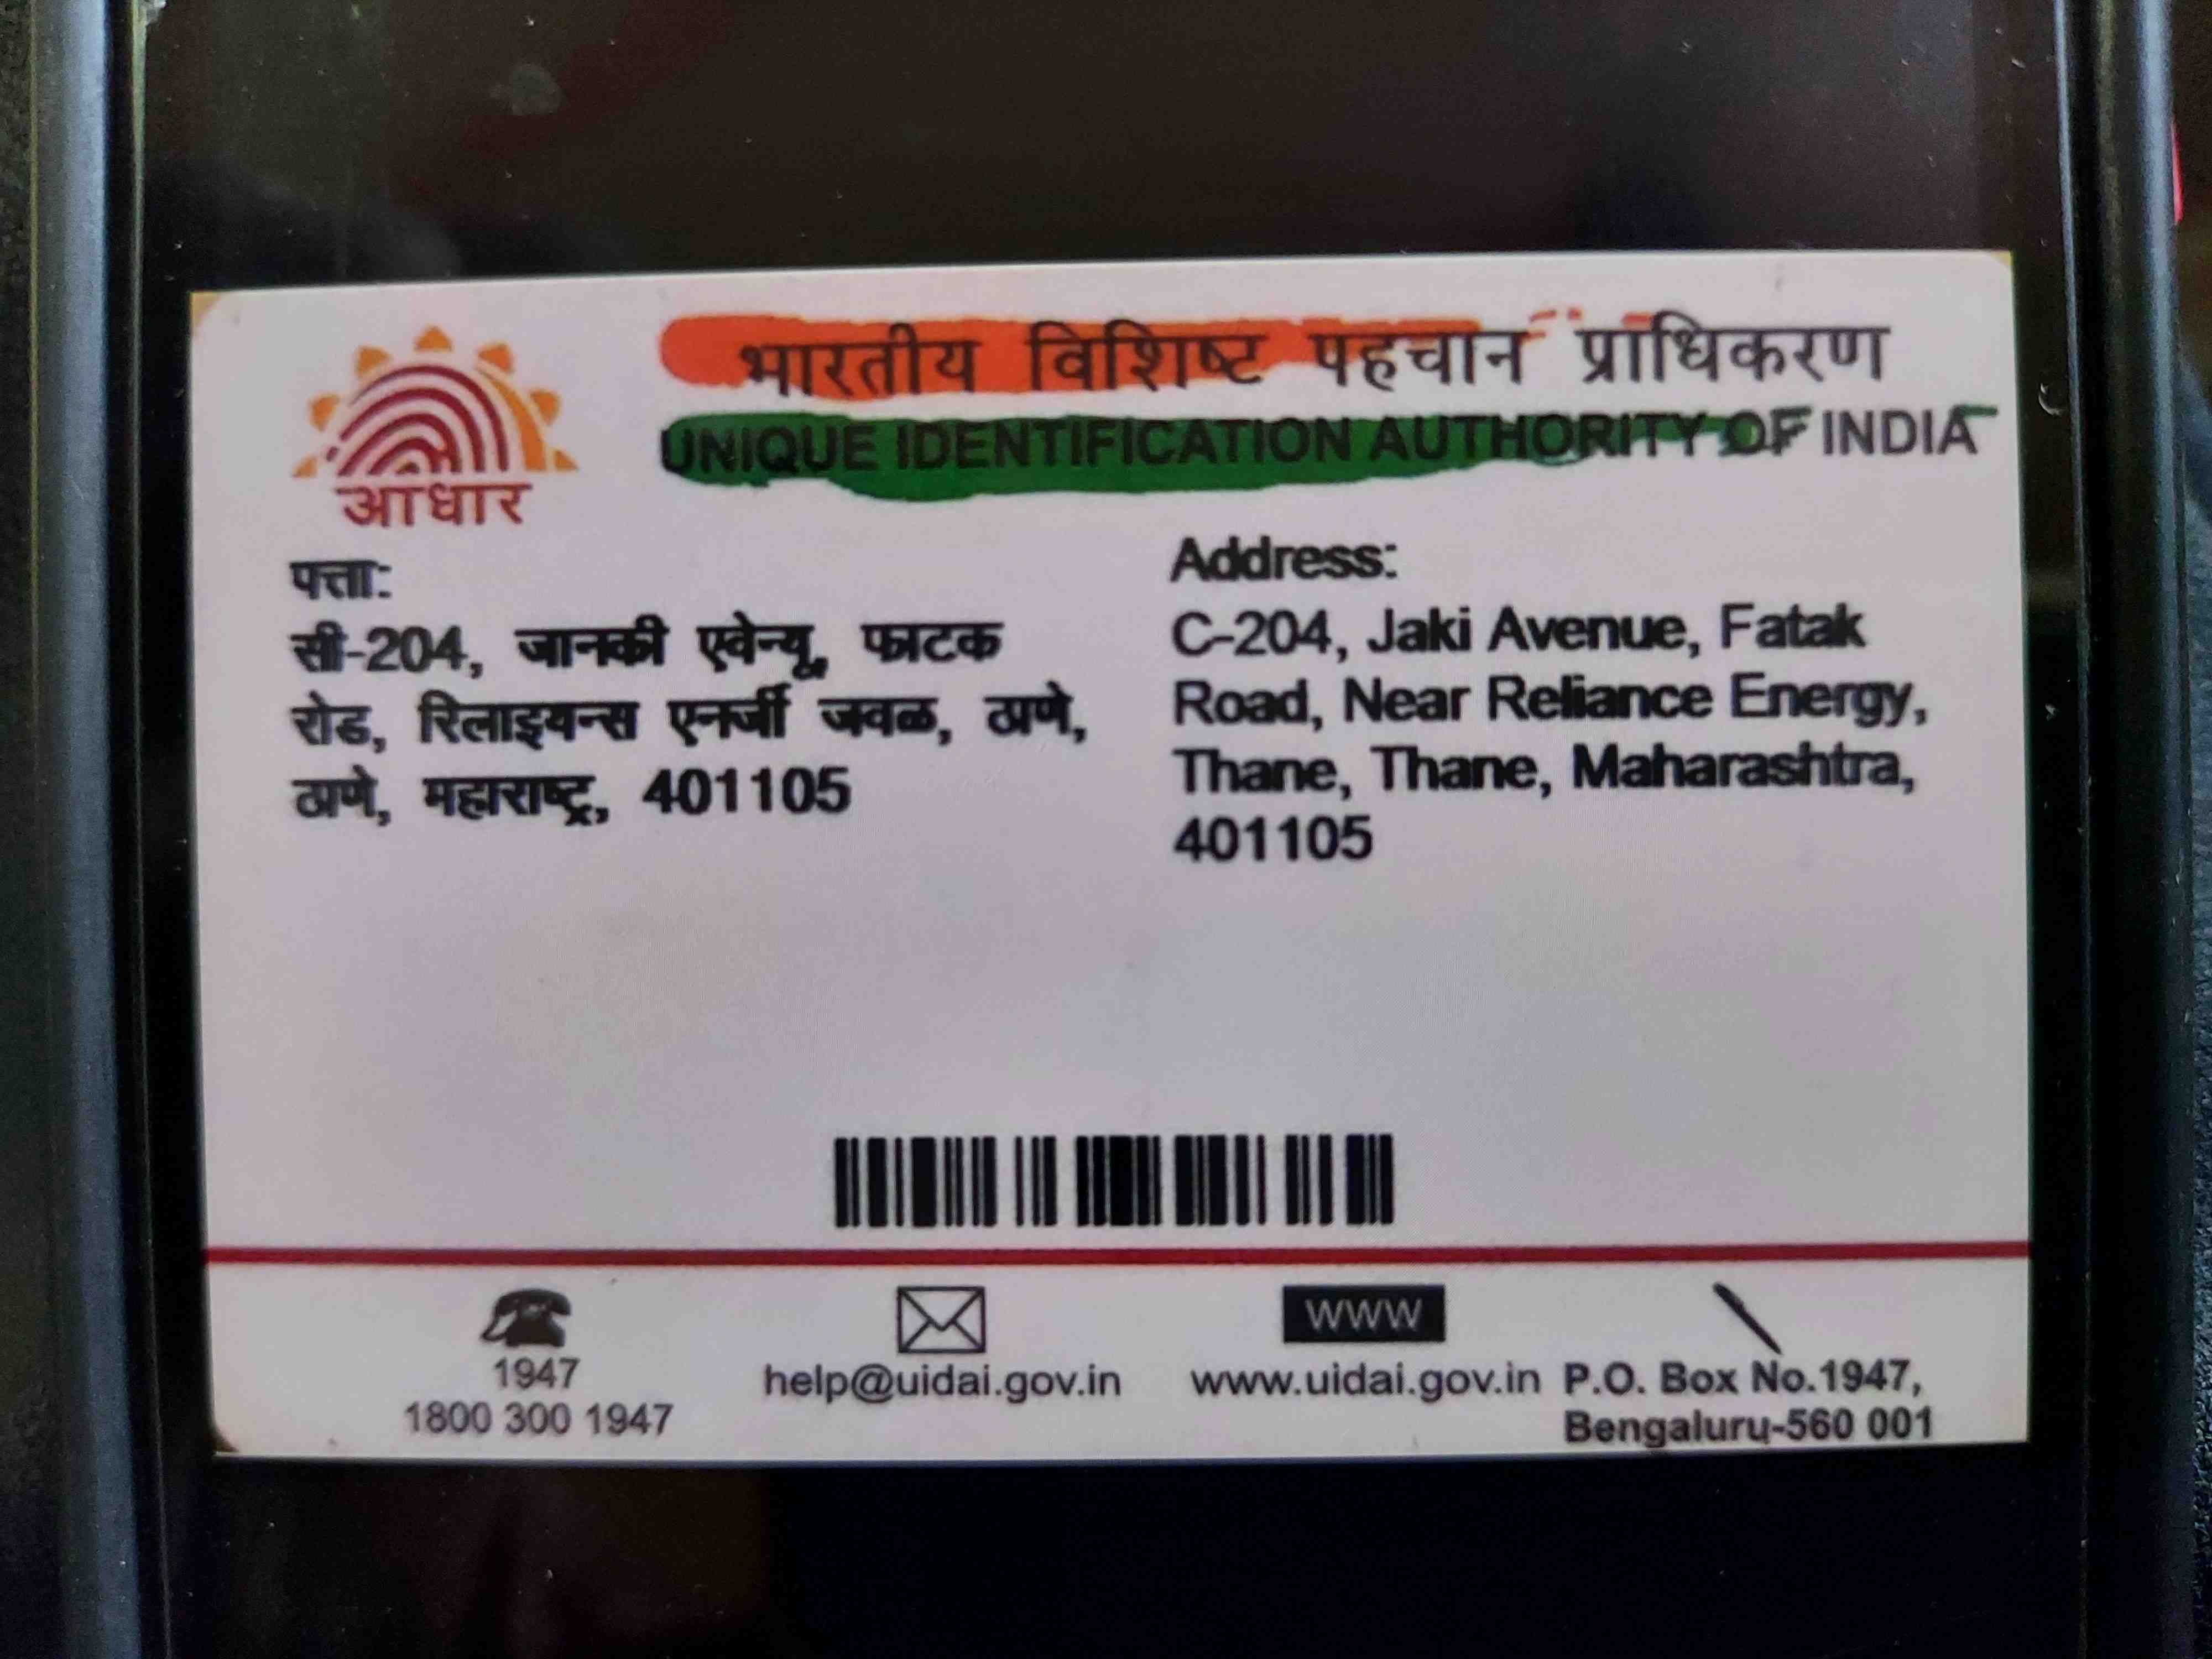 भारतीय विशिष्ट पहचान प्राधिकरण
UNIQUE IDENTIFICATION AUTHORITY OF INDIA
आधार
पत्ता:
सी-204, जानकी एवेन्यू, फाटक
रोड, रिलाइयन्स एनर्जी जवळ, ठाणे,
ठाणे, महाराष्ट्र, 401105
Address:
C-204, Jaki Avenue, Fatak
Road, Near Reliance Energy,
Thane, Thane, Maharashtra,
401105
1947
1800 300 1947
help@uidai.gov.in
WWW
www.uidai.gov.in
P.O. Box No.1947,
Bengaluru-560 001